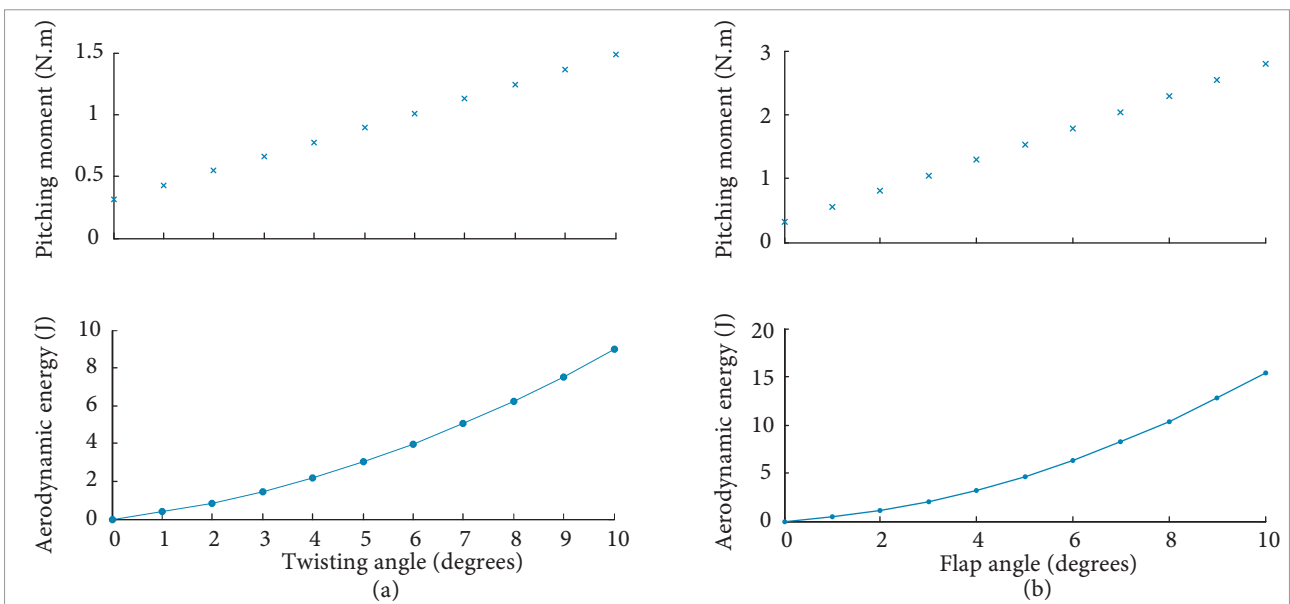 Pitching moment (N.m)
1.5
1
0.5
0
Aerodynamic energy (J)
10
8
6
4
2
0
0 1 2 3 4 5 6 7 8 9 10
Twisting angle (degrees)
(a)
Pitching moment (N.m)
3
2
1
0
Aerodynamic energy (J)
20
15
10
5
0
0 2 4 6 8 10
Flap angle (degrees)
(b)